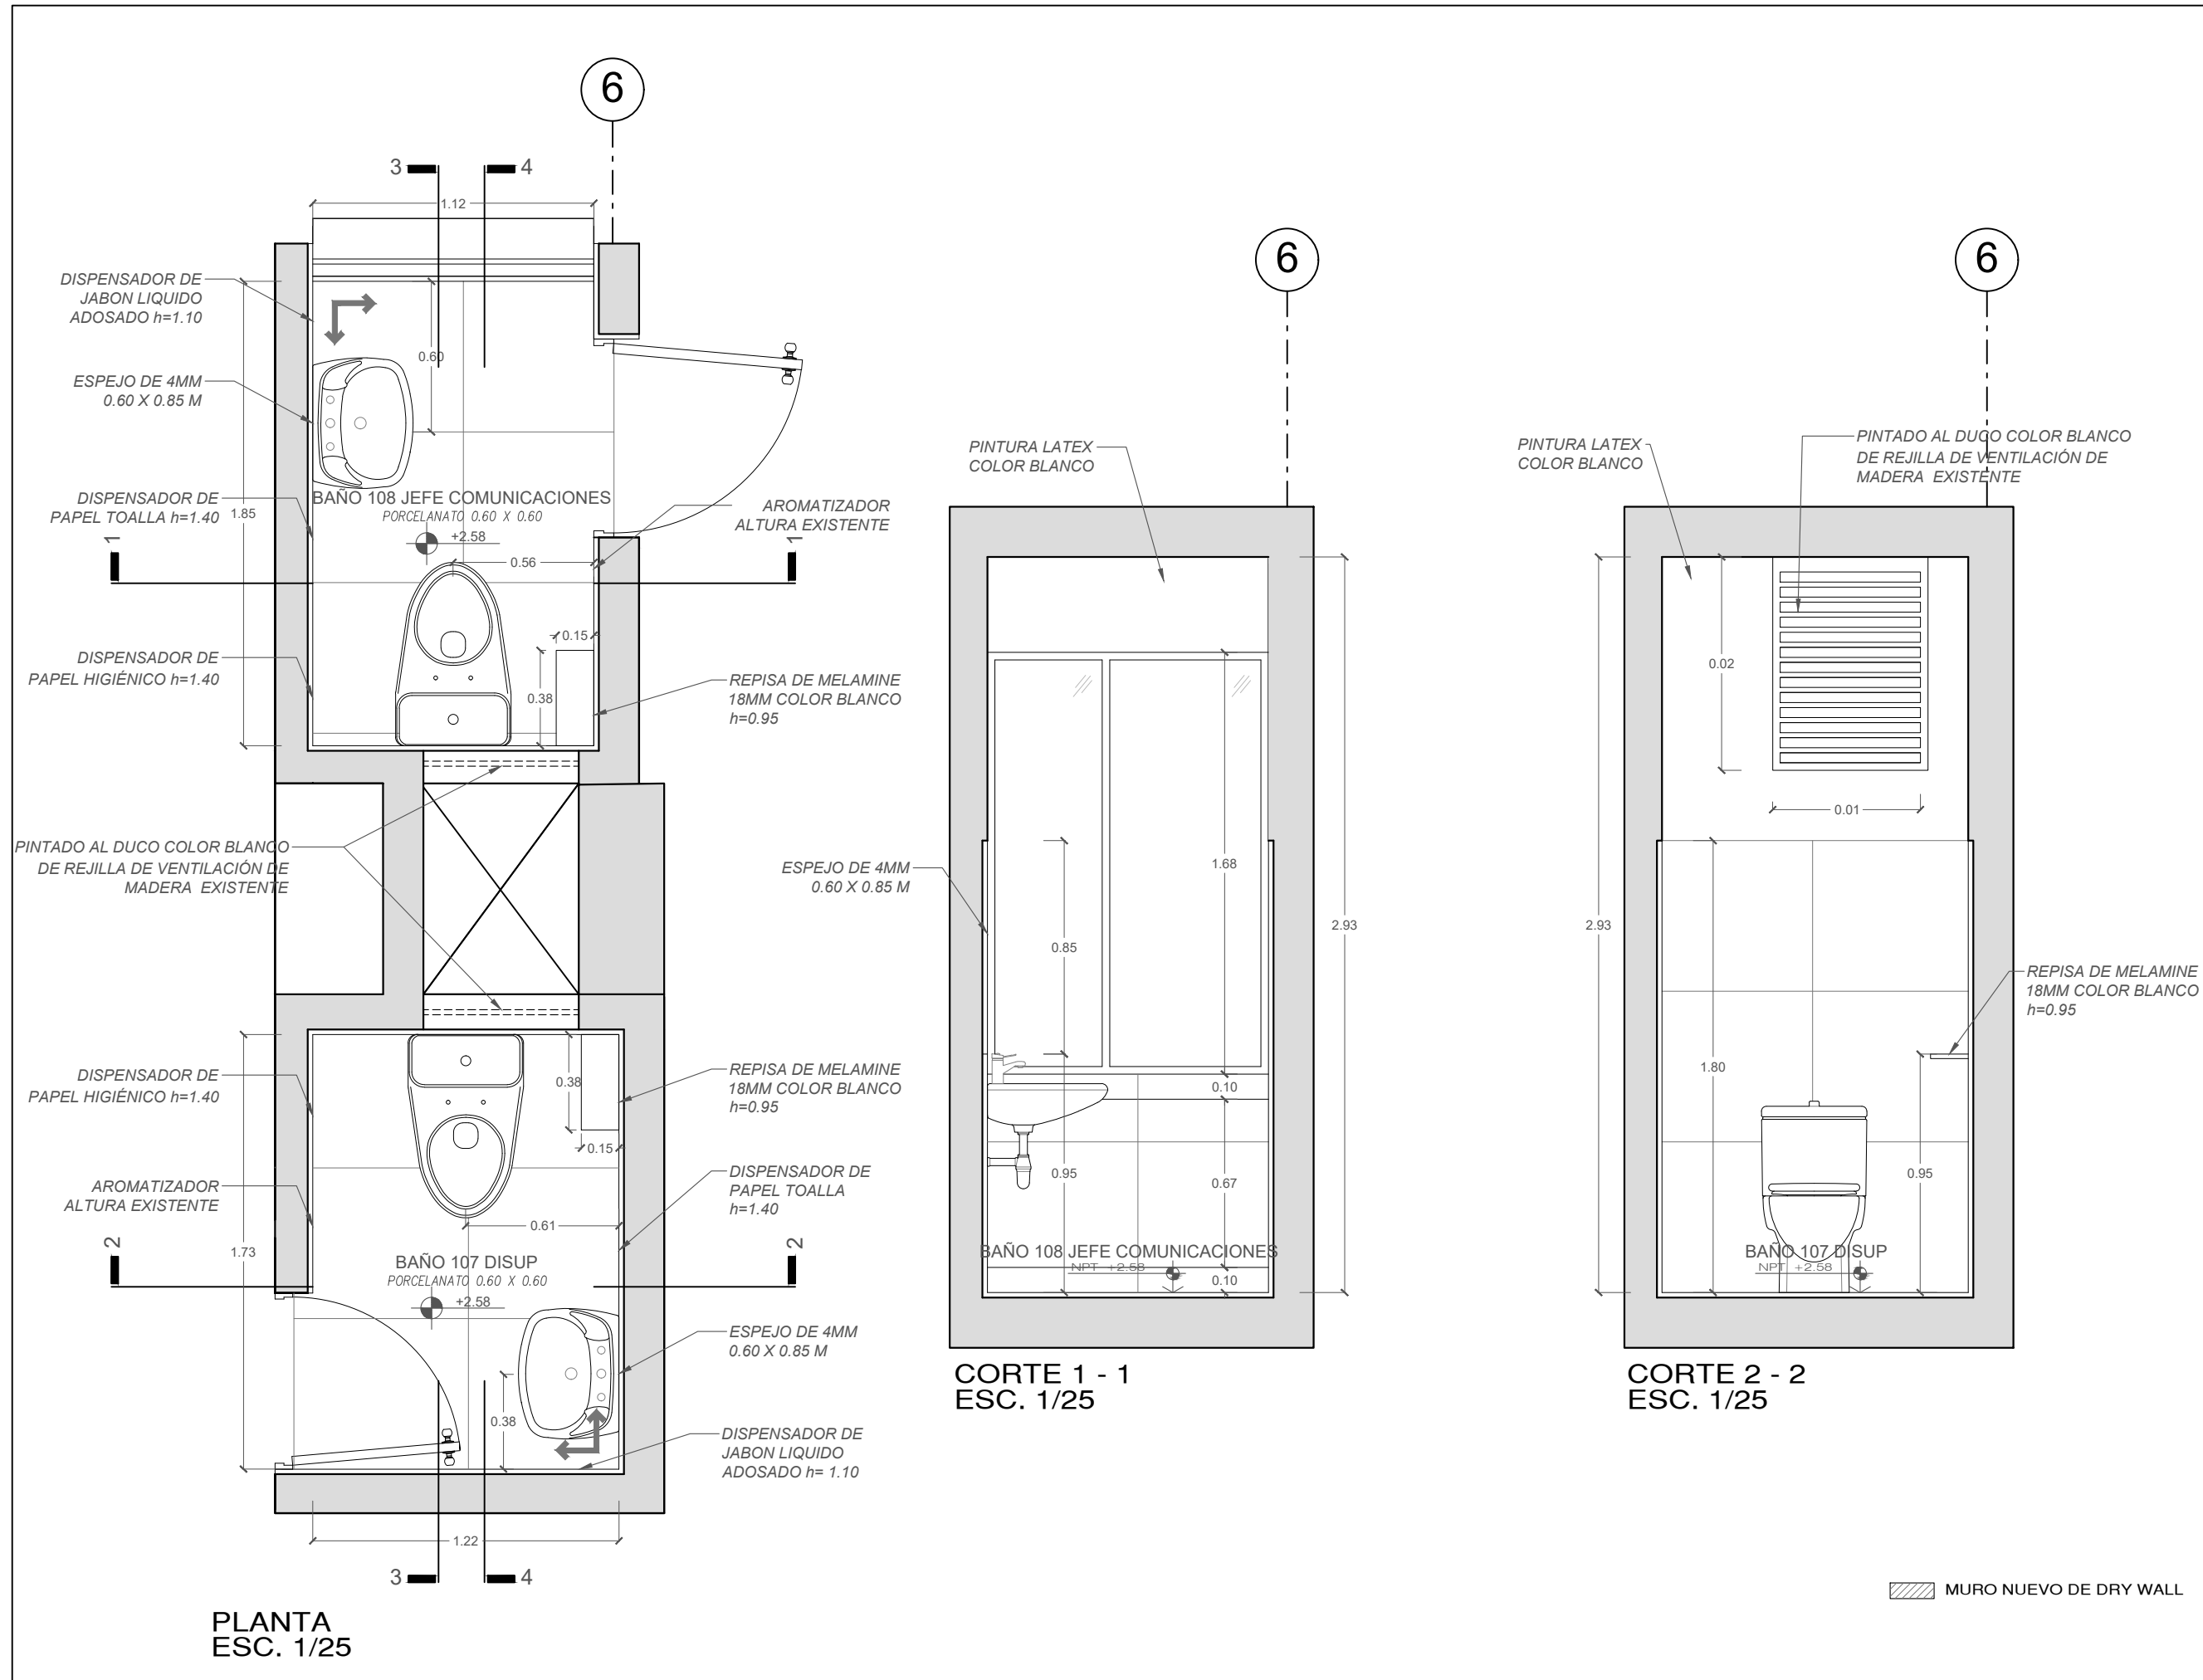 6
3
4
1.12
DISPENSADOR DE
JABON LIQUIDO
ADOSADO h=1.10
0.60
ESPEJO DE 4MM
0.60 X 0.85 M
DISPENSADOR DE
PAPEL TOALLA h=1.40
1.85
BAÑO 108 JEFE COMUNICACIONES
PORCELANATO 0.60 X 0.60
+2.58
AROMATIZADOR
ALTURA EXISTENTE
1
1
0.56
0.15
DISPENSADOR DE
PAPEL HIGIÉNICO h=1.40
0.38
REPISA DE MELAMINE
18MM COLOR BLANCO
h=0.95
PINTADO AL DUCO COLOR BLANCO
DE REJILLA DE VENTILACIÓN DE
MADERA EXISTENTE
DISPENSADOR DE
PAPEL HIGIÉNICO h=1.40
0.38
REPISA DE MELAMINE
18MM COLOR BLANCO
h=0.95
0.15
AROMATIZADOR
ALTURA EXISTENTE
DISPENSADOR DE
PAPEL TOALLA
h=1.40
0.61
2
2
1.73
BAÑO 107 DISUP
PORCELANATO 0.60 X 0.60
+2.58
ESPEJO DE 4MM
0.60 X 0.85 M
0.38
DISPENSADOR DE
JABON LIQUIDO
ADOSADO h= 1.10
1.22
3
4
PLANTA
ESC. 1/25
6
PINTURA LATEX
COLOR BLANCO
ESPEJO DE 4MM
0.60 X 0.85 M
1.68
0.85
2.93
0.10
0.95
0.67
BAÑO 108 JEFE COMUNICACIONES
NPT +2.58
0.10
CORTE 1 - 1
ESC. 1/25
6
PINTURA LATEX
COLOR BLANCO
PINTADO AL DUCO COLOR BLANCO
DE REJILLA DE VENTILACIÓN DE
MADERA EXISTENTE
0.02
0.01
2.93
REPISA DE MELAMINE
18MM COLOR BLANCO
h=0.95
1.80
0.95
BAÑO 107 DISUP
NPT +2.58
CORTE 2 - 2
ESC. 1/25
MURO NUEVO DE DRY WALL